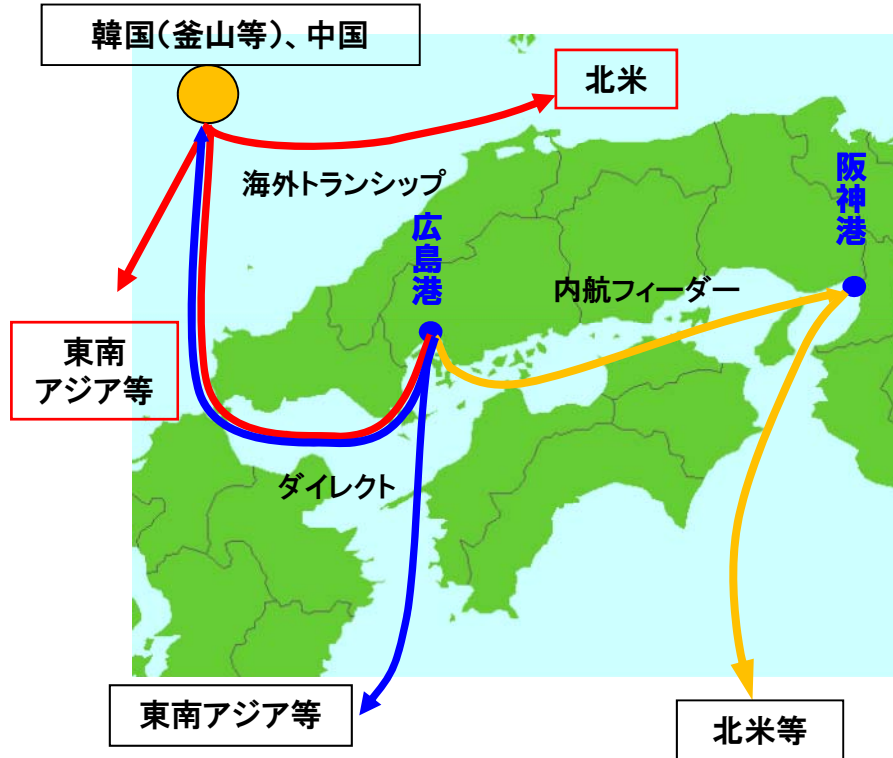 韓国(釜山等)、中国
北米
海外トランシップ
阪神港
広島港
内航フィーダー
東南
アジア等
ダイレクト
東南アジア等
北米等